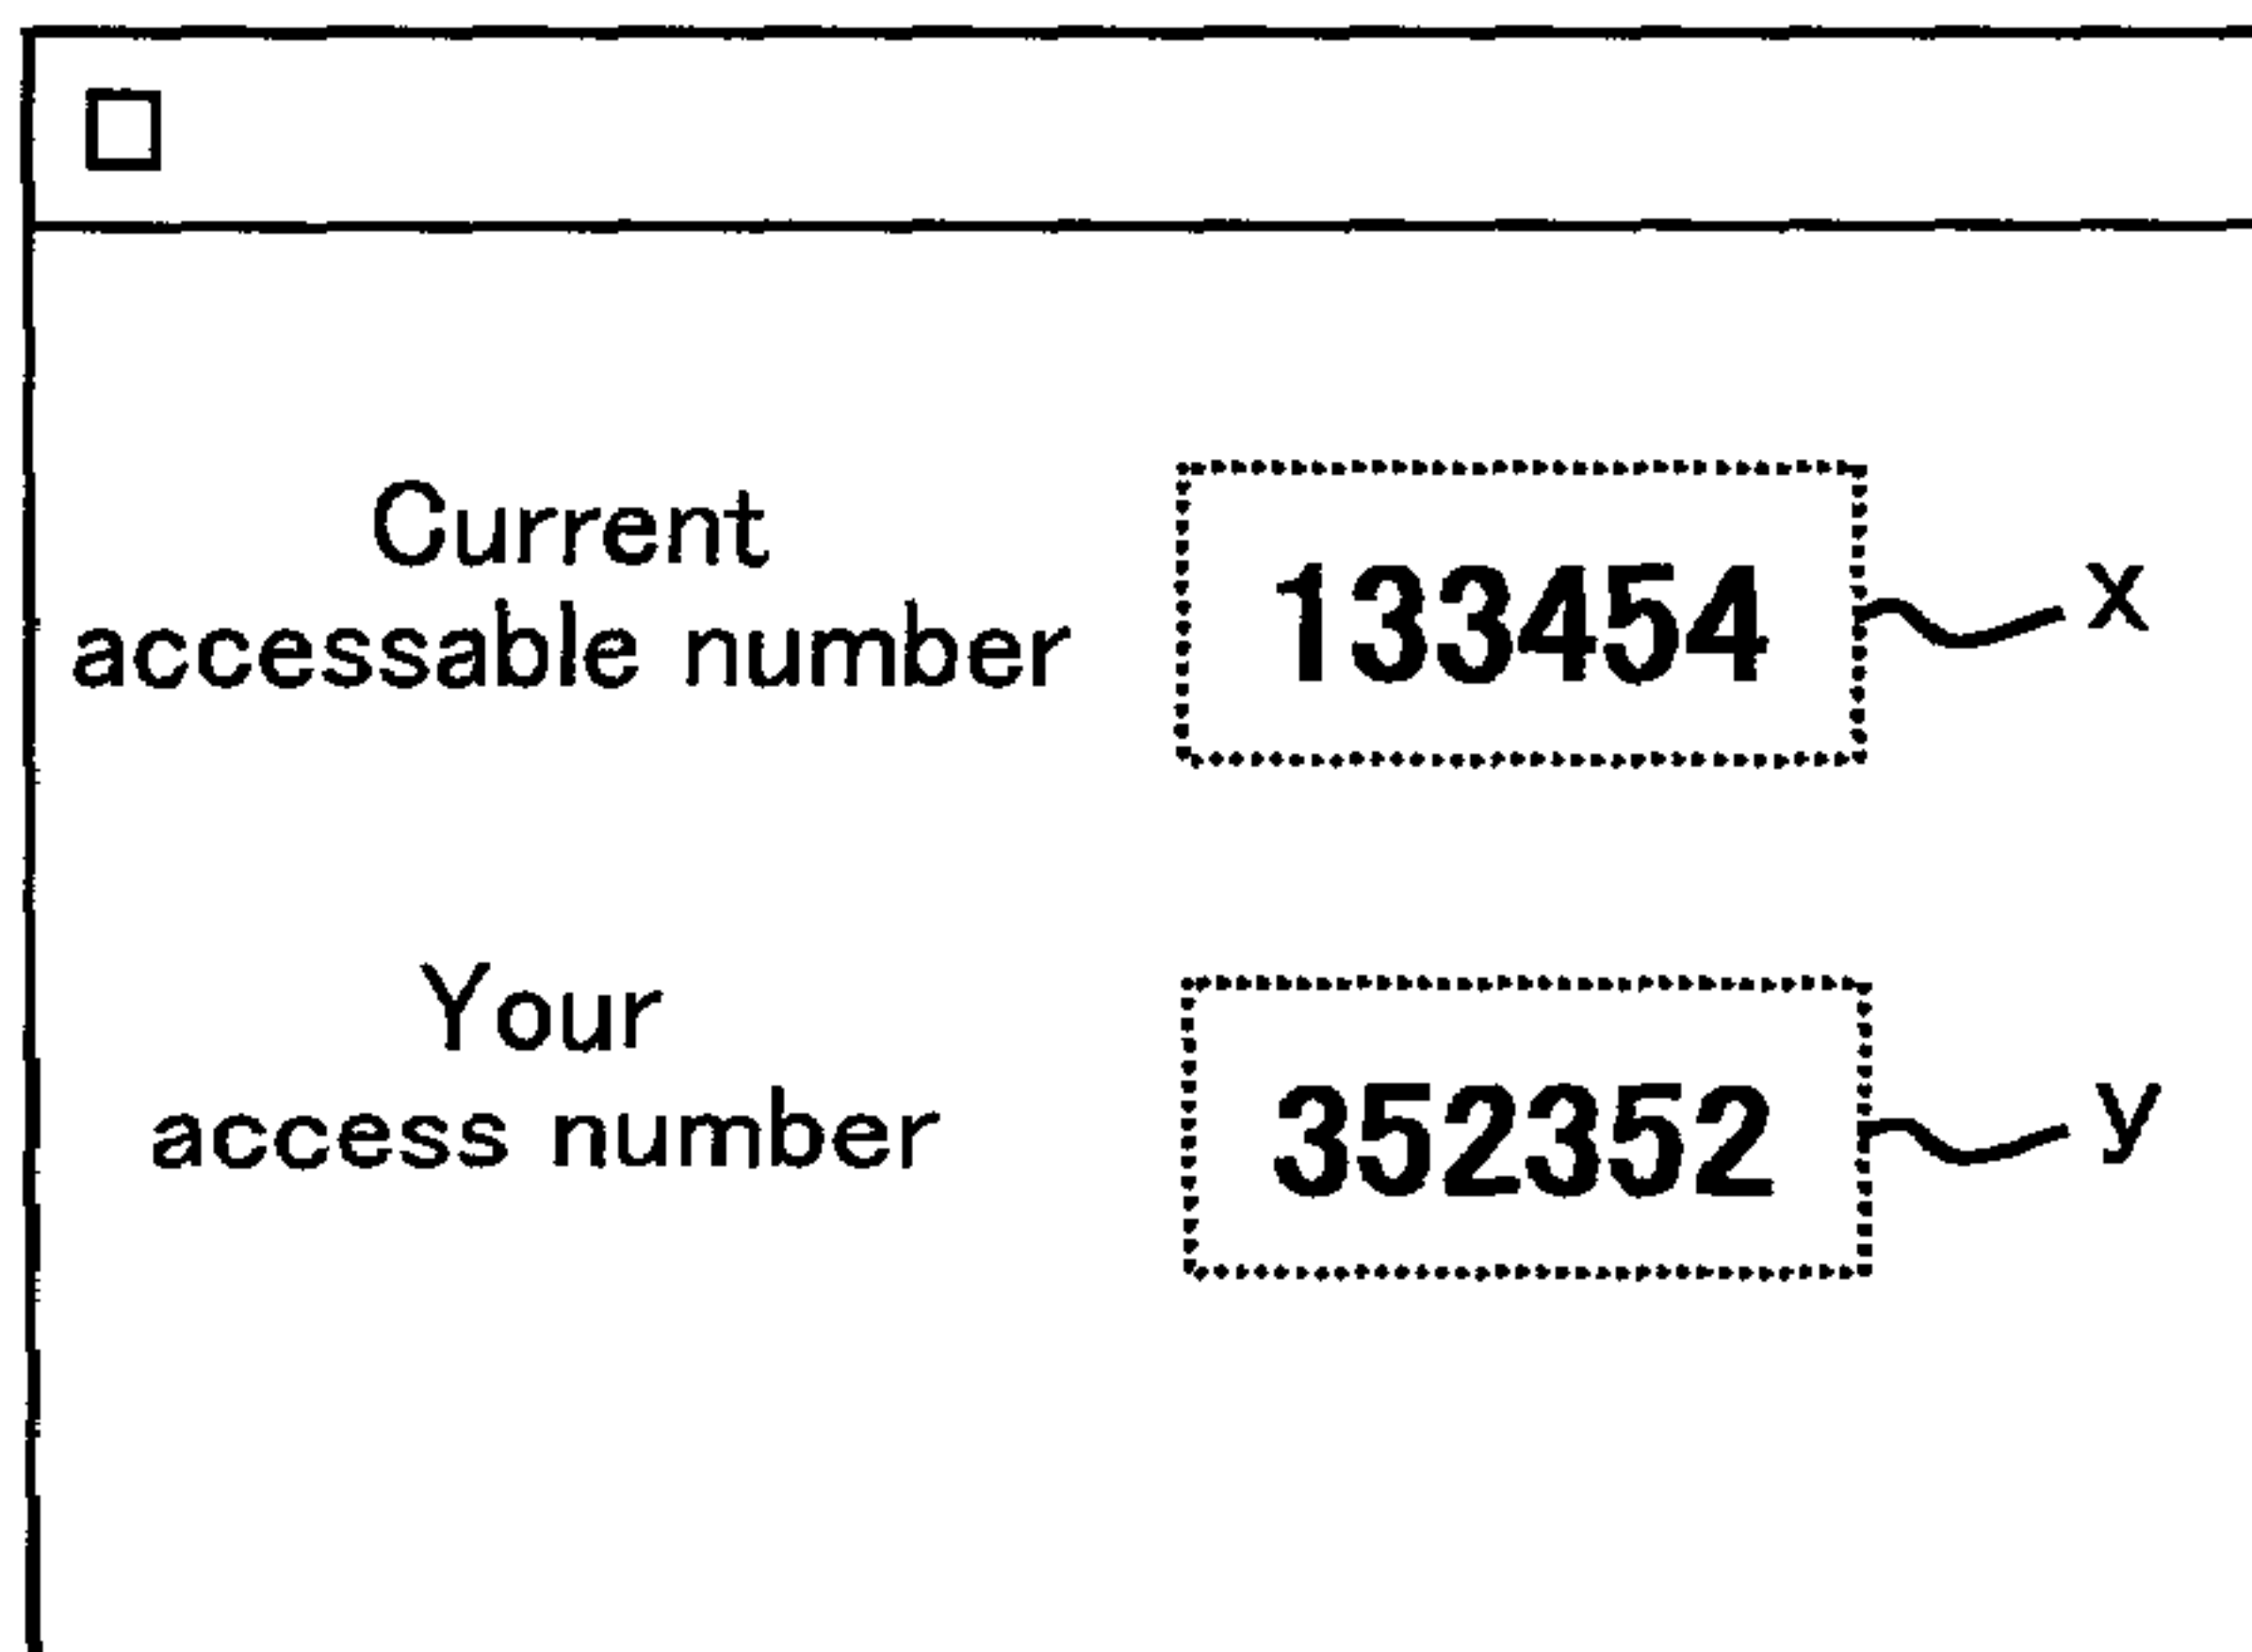 Current
accessable number
133454
x
Your
access number
352352
y